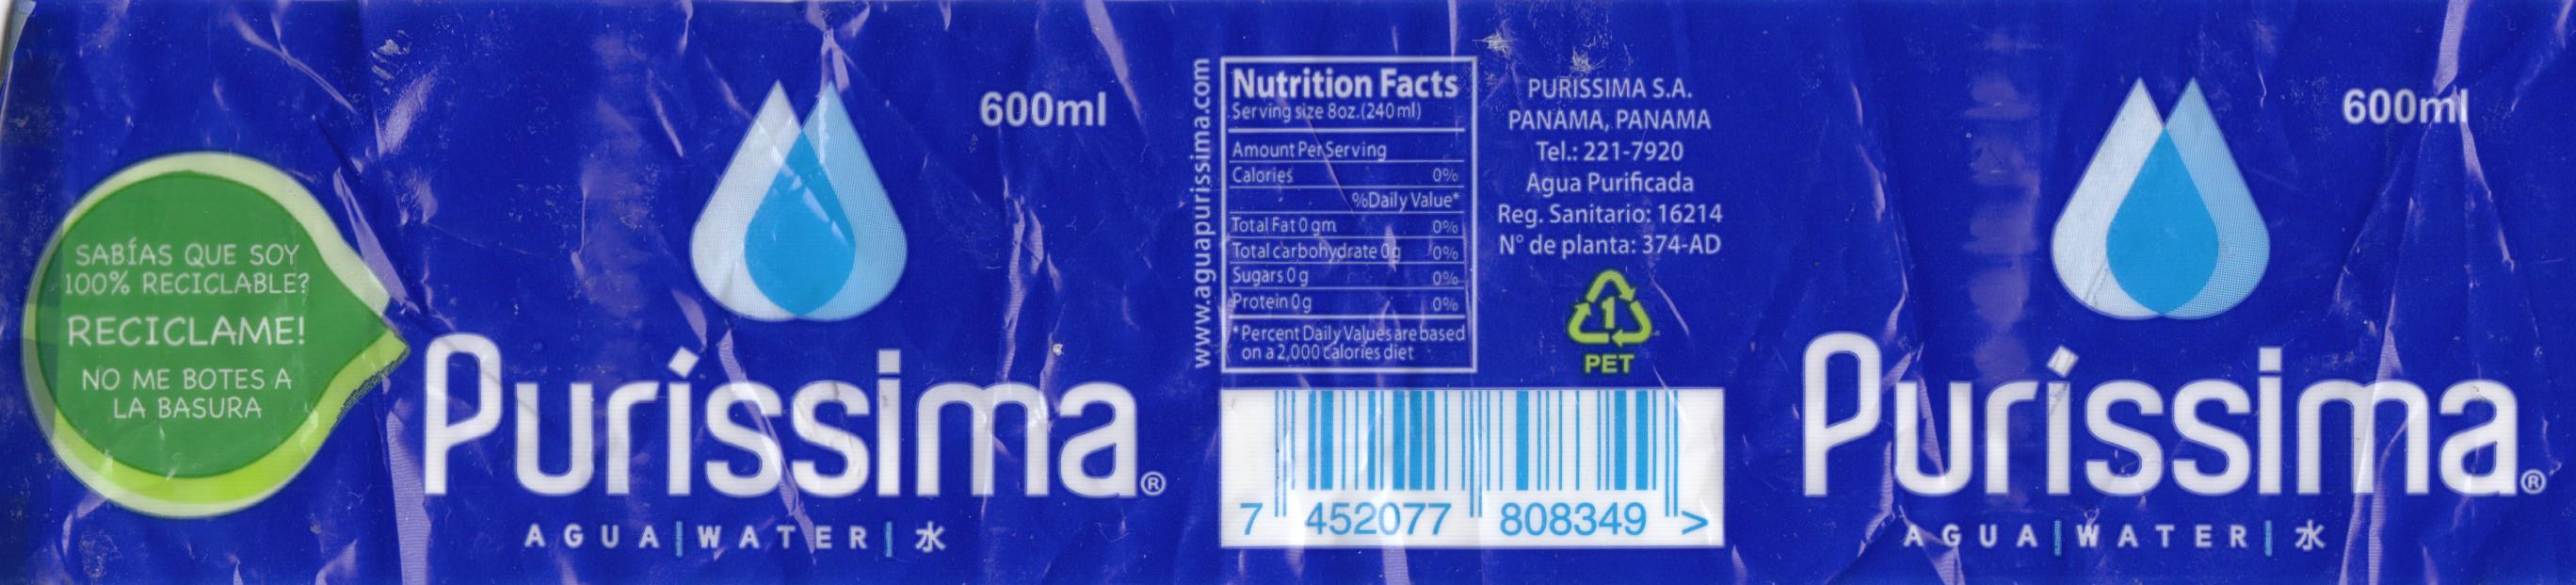 SABÍAS QUE SOY
100% RECICLABLE?
RECICLAME!
NO ME BOTES A
LA BASURA
600ml
Puríssima®
AGUA|WATER|水
www.aguapurissima.com
Nutrition Facts
Serving size 8oz.(240 ml)
Amount Per Serving
Calories 0%
%Daily Value*
Total Fat 0 gm 0%
Total carbohydrate 0g 0%
Sugars 0 g 0%
Protein 0 g 0%
*Percent Daily Values are based
on a 2,000 calories diet
PURISSIMA S.A.
PANAMA, PANAMA
Tel.: 221-7920
Agua Purificada
Reg. Sanitario: 16214
N° de planta: 374-AD
1
PET
7 452077 808349 >
600ml
Puríssima®
AGUA|WATER|水